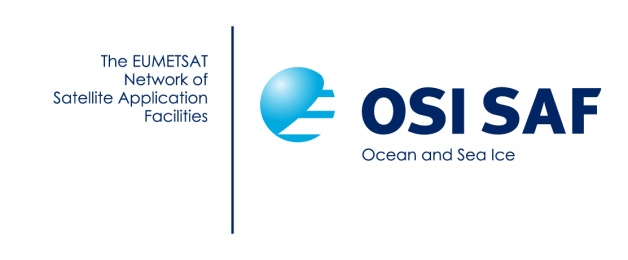 The EUMETSAT
Network of
Satellite Application
Facilities
OSI SAF
Ocean and Sea Ice